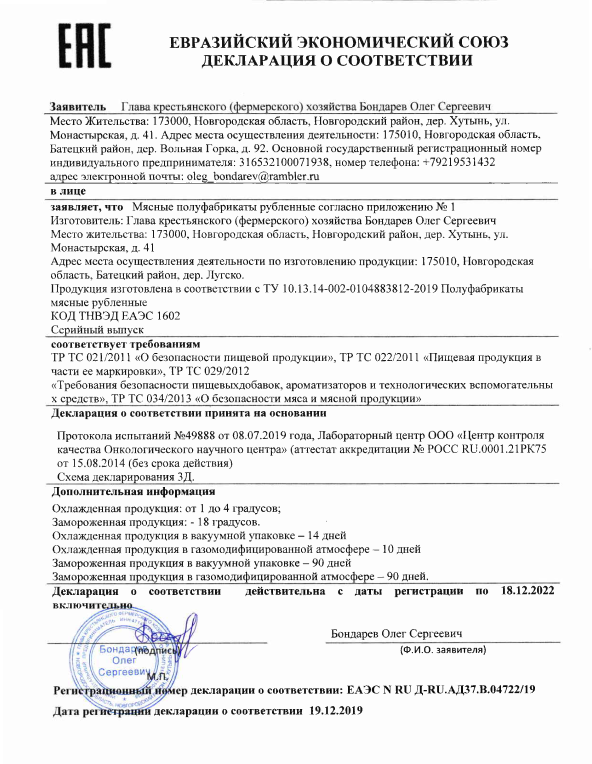 ЕАС
ЕВРАЗИЙСКИЙ ЭКОНОМИЧЕСКИЙ СОЮЗ
ДЕКЛАРАЦИЯ О СООТВЕТСТВИИ
Заявитель Глава крестьянского (фермерского) хозяйства Бондарев Олег Сергеевич
Место Жительства: 173000, Новгородская область, Новгородский район, дер. Хутынь, ул.
Монастырская, д. 41. Адрес места осуществления деятельности: 175010, Новгородская область,
Батецкий район, дер. Вольная Горка, д. 92. Основной государственный регистрационный номер
индивидуального предпринимателя: 316532100071938, номер телефона: +79219531432
адрес электронной почты: oleg_bondarev@rambler.ru
в лице
заявляет, что Мясные полуфабрикаты рубленные согласно приложению № 1
Изготовитель: Глава крестьянского (фермерского) хозяйства Бондарев Олег Сергеевич
Место жительства: 173000, Новгородская область, Новгородский район, дер. Хутынь, ул.
Монастырская, д. 41
Адрес места осуществления деятельности по изготовлению продукции: 175010, Новгородская
область, Батецкий район, дер. Лугско.
Продукция изготовлена в соответствии с ТУ 10.13.14-002-0104883812-2019 Полуфабрикаты
мясные рубленные
КОД ТНВЭД ЕАЭС 1602
Серийный выпуск
соответствует требованиям
ТР ТС 021/2011 «О безопасности пищевой продукции», ТР ТС 022/2011 «Пищевая продукция в
части ее маркировки», ТР ТС 029/2012
«Требования безопасности пищевыхдобавок, ароматизаторов и технологических вспомогательны
х средств», ТР ТС 034/2013 «О безопасности мяса и мясной продукции»
Декларация о соответствии принята на основании
Протокола испытаний №49888 от 08.07.2019 года, Лабораторный центр ООО «Центр контроля
качества Онкологического научного центра» (аттестат аккредитации № РОСС RU.0001.21РК75
от 15.08.2014 (без срока действия)
Схема декларирования 3Д.
Дополнительная информация
Охлажденная продукция: от 1 до 4 градусов;
Замороженная продукция: - 18 градусов.
Охлажденная продукция в вакуумной упаковке – 14 дней
Охлажденная продукция в газомодифицированной атмосфере – 10 дней
Замороженная продукция в вакуумной упаковке – 90 дней
Замороженная продукция в газомодифицированной атмосфере – 90 дней.
Декларация о соответствии действительна с даты регистрации по 18.12.2022
включительно
Бондарев Олег Сергеевич
(подпись)
(Ф.И.О. заявителя)
Бондарев
Олег
Сергеевич
М.П.
Регистрационный номер декларации о соответствии: ЕАЭС N RU Д-RU.АД37.В.04722/19
Дата регистрации декларации о соответствии 19.12.2019